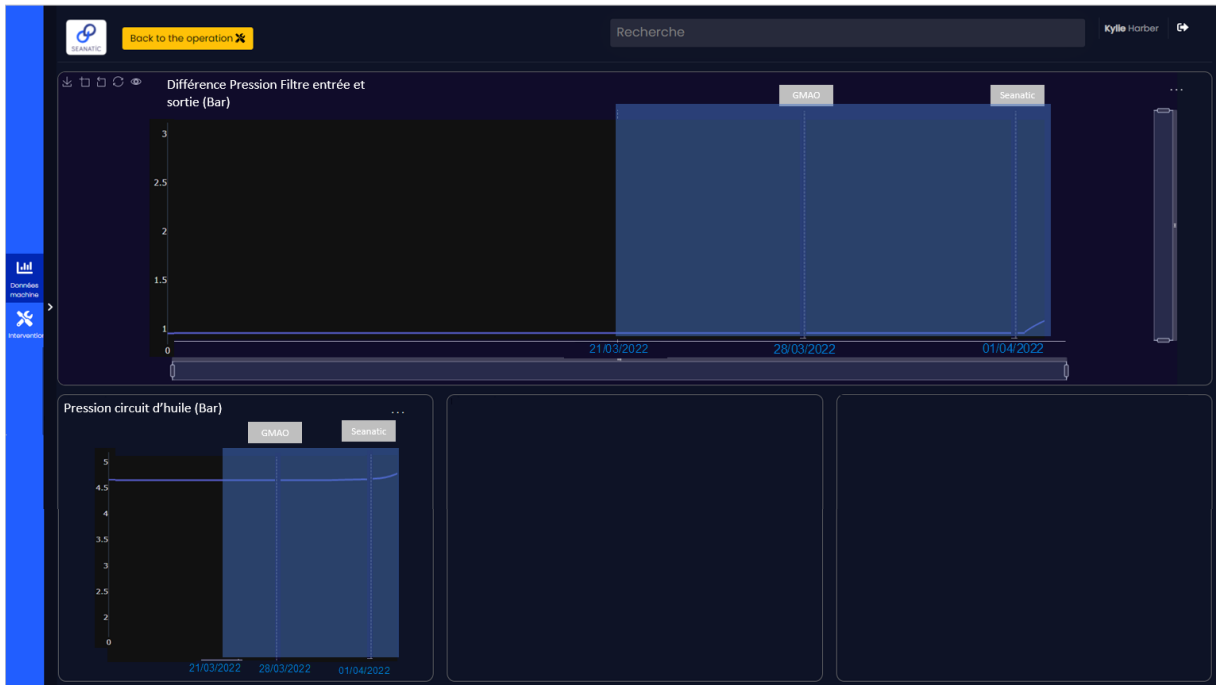 SEANATIC
Back to the operation
Recherche
Kylie Harber
Différence Pression Filtre entrée et
sortie (Bar)
...
GMAO
Seanatic
3
2.5
2
1.5
1
0
21/03/2022
28/03/2022
01/04/2022
Données
machine
Interventior
Pression circuit d'huile (Bar)
...
GMAO
Seanatic
5
4.5
4
3.5
3
2.5
2
0
21/03/2022
28/03/2022
01/04/2022